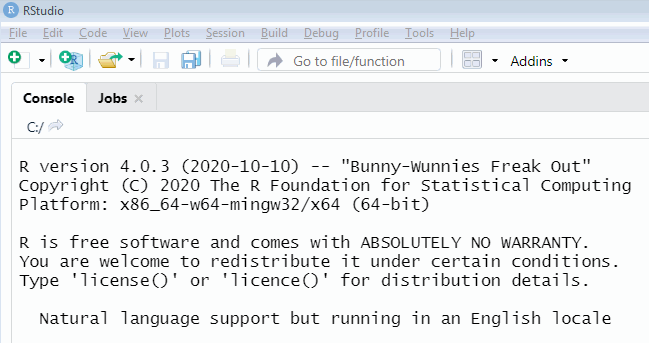 RStudio
File Edit Code View Plots Session Build Debug Profile Tools Help
Go to file/function Addins
Console Jobs
C:/
R version 4.0.3 (2020-10-10) -- "Bunny-Wunnies Freak Out"
Copyright (C) 2020 The R Foundation for Statistical Computing
Platform: x86_64-w64-mingw32/x64 (64-bit)
R is free software and comes with ABSOLUTELY NO WARRANTY.
You are welcome to redistribute it under certain conditions.
Type 'license()' or 'licence()' for distribution details.
Natural language support but running in an English locale